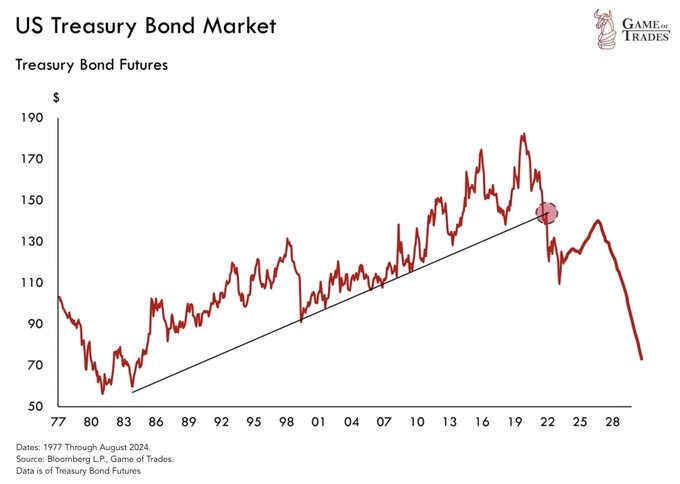 US Treasury Bond Market
GAME OF
TRADES
Treasury Bond Futures
$
190
170
150
130
110
90
70
50
77 80 83 86 89 92 95 98 01 04 07 10 13 16 19 22 25 28
Dates: 1977 Through August 2024.
Source: Bloomberg L.P., Game of Trades.
Data is of Treasury Bond Futures